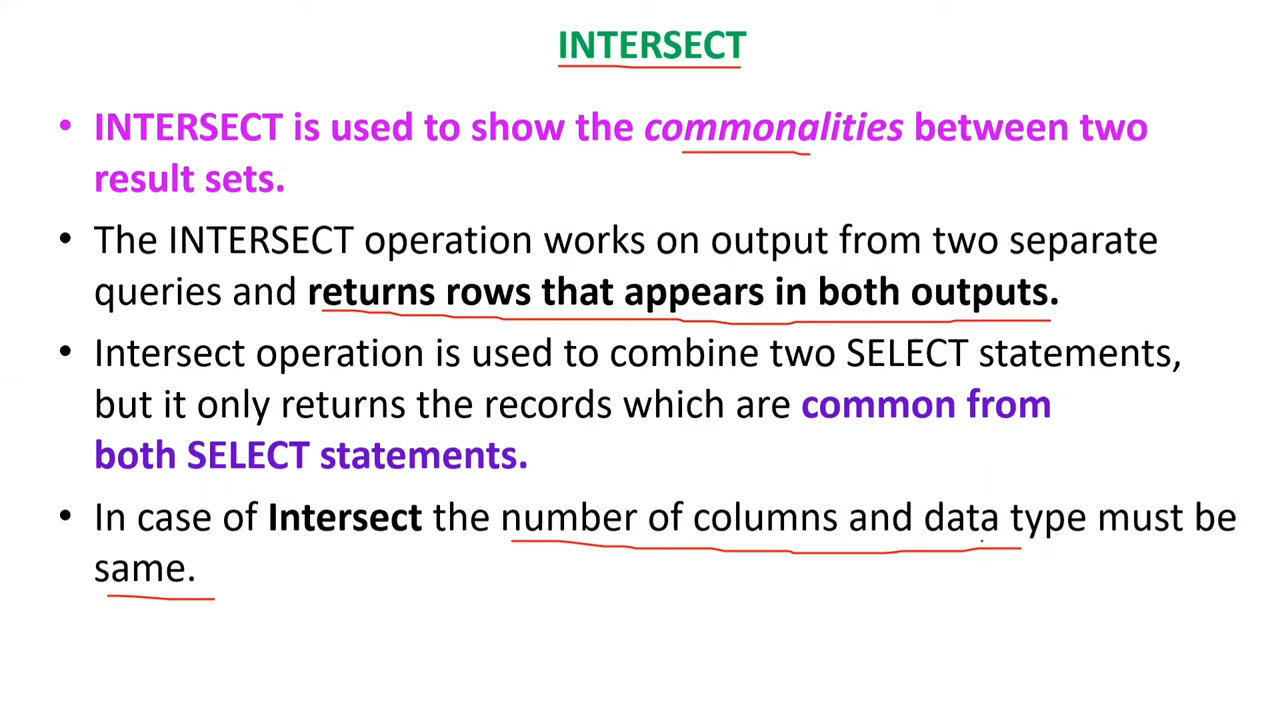 INTERSECT
• INTERSECT is used to show the commonalities between two
result sets.
• The INTERSECT operation works on output from two separate
queries and returns rows that appears in both outputs.
• Intersect operation is used to combine two SELECT statements,
but it only returns the records which are common from
both SELECT statements.
• In case of Intersect the number of columns and data type must be
same.